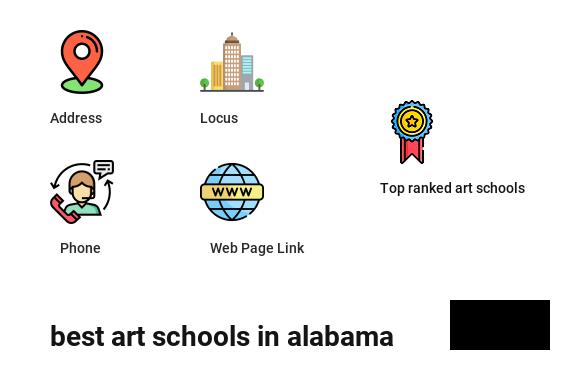 Address
Locus
Top ranked art schools
WWW
Phone
Web Page Link
best art schools in alabama